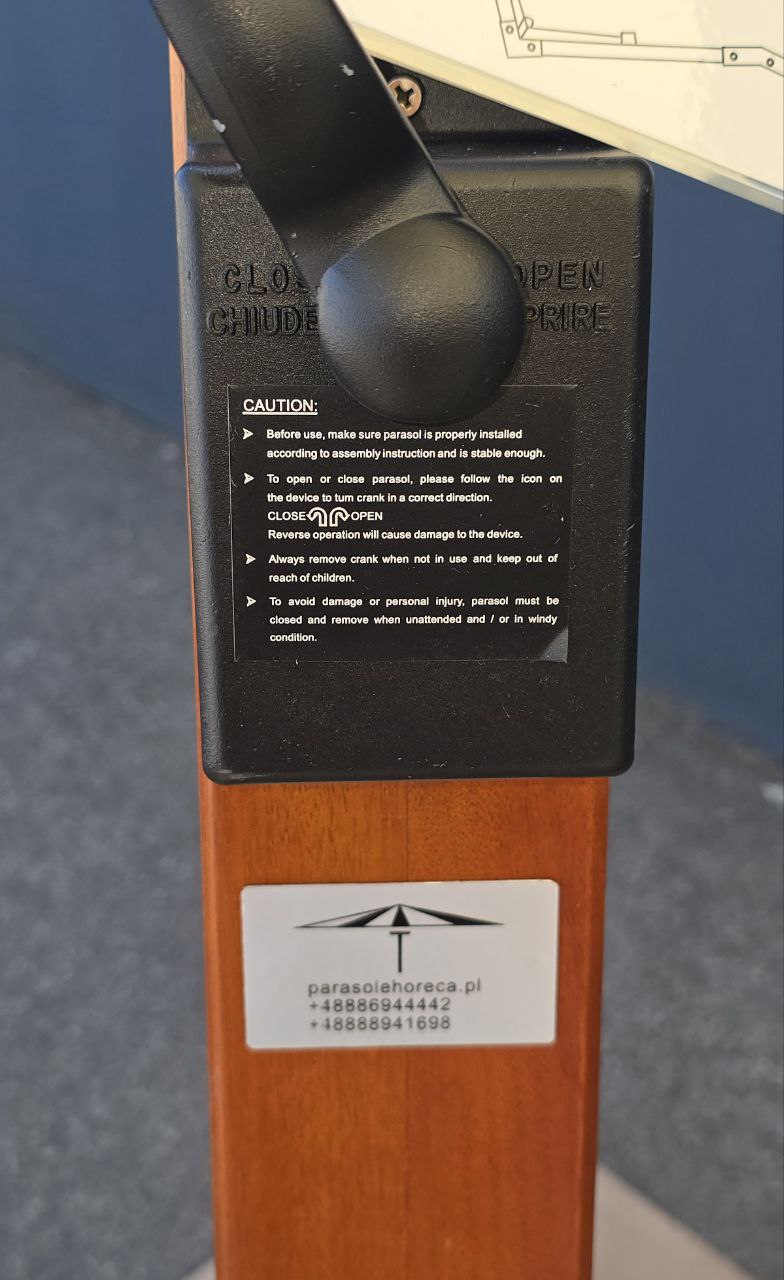 CLOS OPEN
CHIUDE PRIRE
CAUTION:
➢ Before use, make sure parasol is properly installed
according to assembly instruction and is stable enough.
➢ To open or close parasol, please follow the icon on
the device to turn crank in a correct direction.
CLOSE OPEN
Reverse operation will cause damage to the device.
➢ Always remove crank when not in use and keep out of
reach of children.
➢ To avoid damage or personal injury, parasol must be
closed and remove when unattended and / or in windy
condition.
parasolehoreca.pl
+48886944442
+48888941698